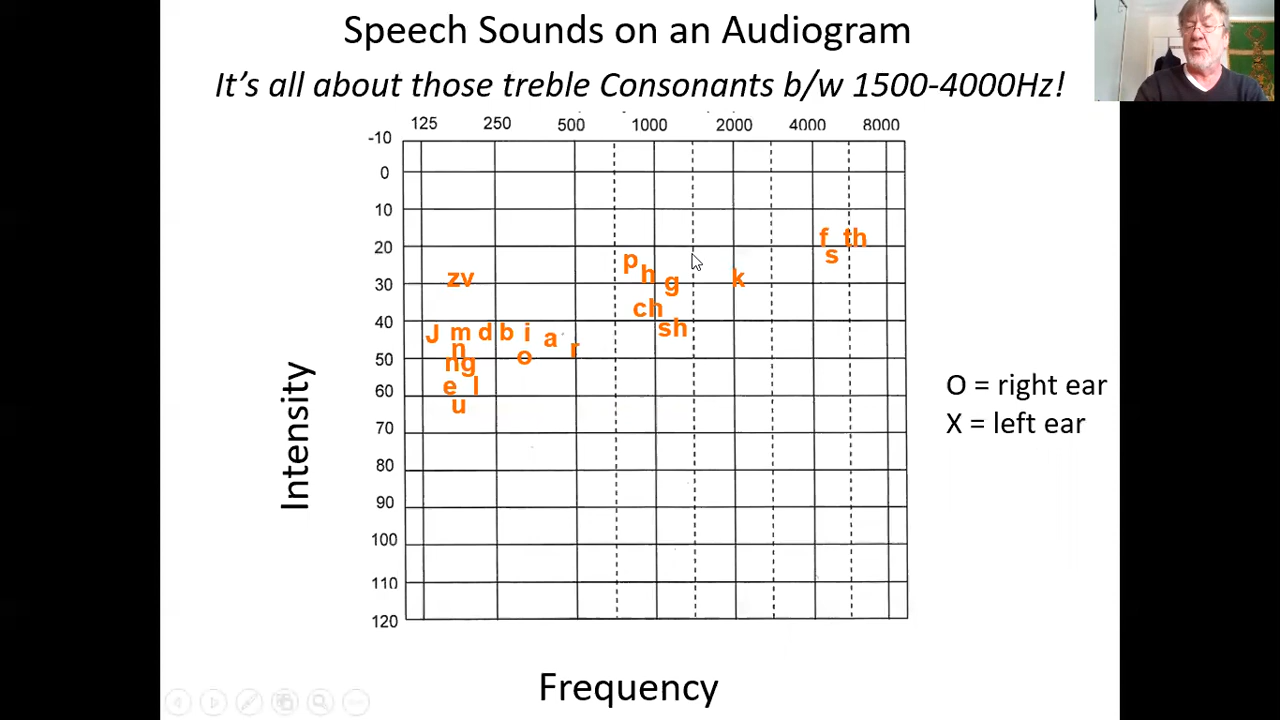 Speech Sounds on an Audiogram
It's all about those treble Consonants b/w 1500-4000Hz!
125 250 500 1000 2000 4000 8000
-10
0
10
20
30
40
50
60
70
80
90
100
110
120
f th
s
p
h
g
k
zv
ch
sh
J m d b i a r
n
ng
o
e l
u
Intensity
O = right ear
X = left ear
Frequency